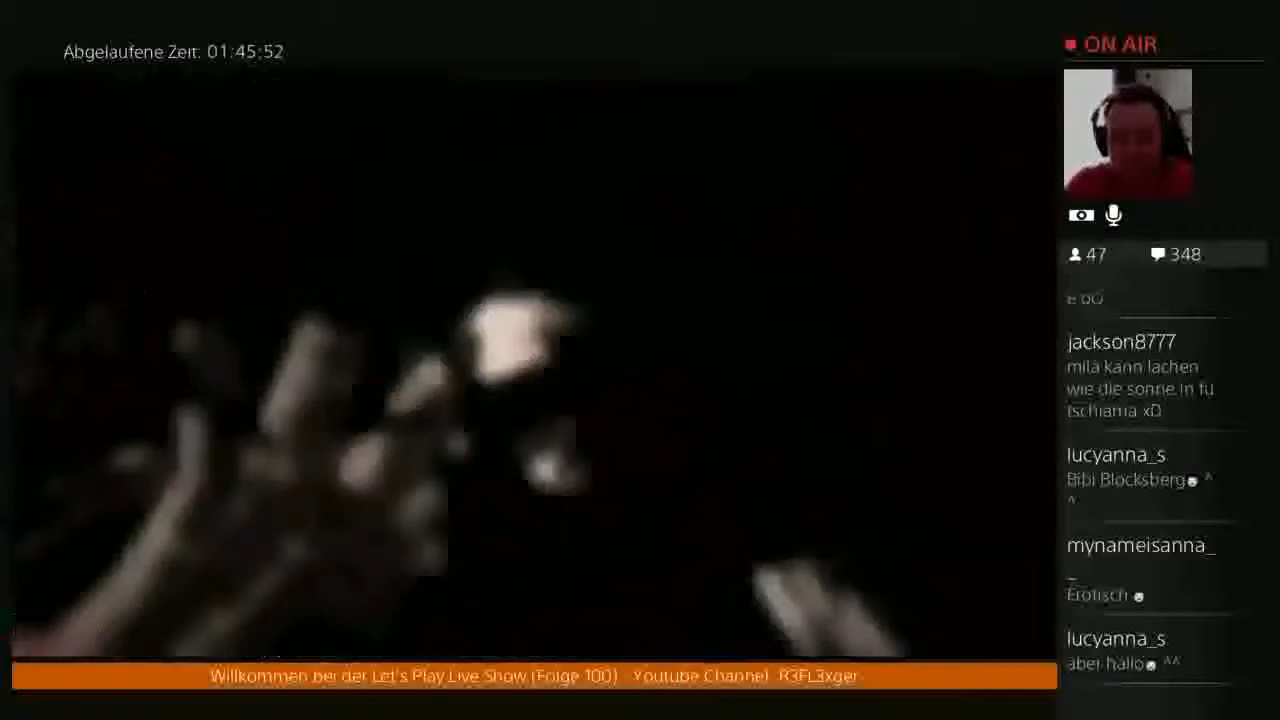 Abgelaufene Zeit: 01:45:52
ON AIR
47 348
jackson8777
mila kann lachen
wie die sonne in fu
tschiama xD
lucyanna_s
Bibi Blocksberg ^
^
mynameisanna_
_
Erotisch
lucyanna_s
aber hallo ^^
Willkommen bei der Let's Play Live Show (Folge 100) Youtube Channel R3FL3xger